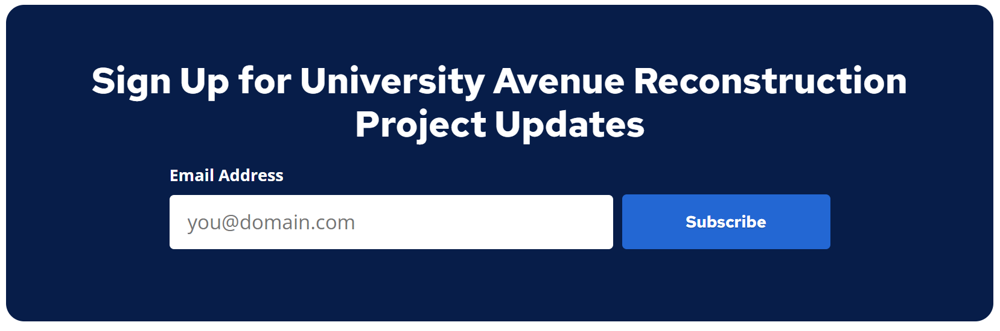 Sign Up for University Avenue Reconstruction
Project Updates
Email Address
you@domain.com
Subscribe